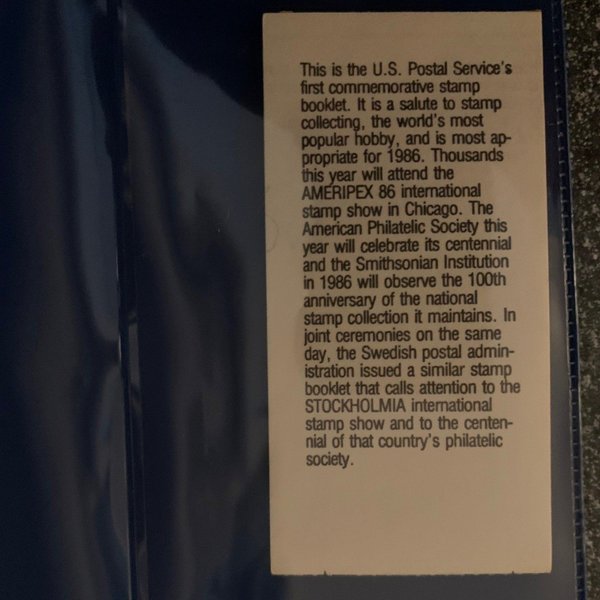 This is the U.S. Postal Service's
first commemorative stamp
booklet. It is a salute to stamp
collecting, the world's most
popular hobby, and is most ap-
propriate for 1986. Thousands
this year will attend the
AMERIPEX 86 international
stamp show in Chicago. The
American Philatelic Society this
year will celebrate its centennial
and the Smithsonian Institution
in 1986 will observe the 100th
anniversary of the national
stamp collection it maintains. In
joint ceremonies on the same
day, the Swedish postal admin-
istration issued a similar stamp
booklet that calls attention to the
STOCKHOLMIA international
stamp show and to the centen-
nial of that country's philatelic
society.